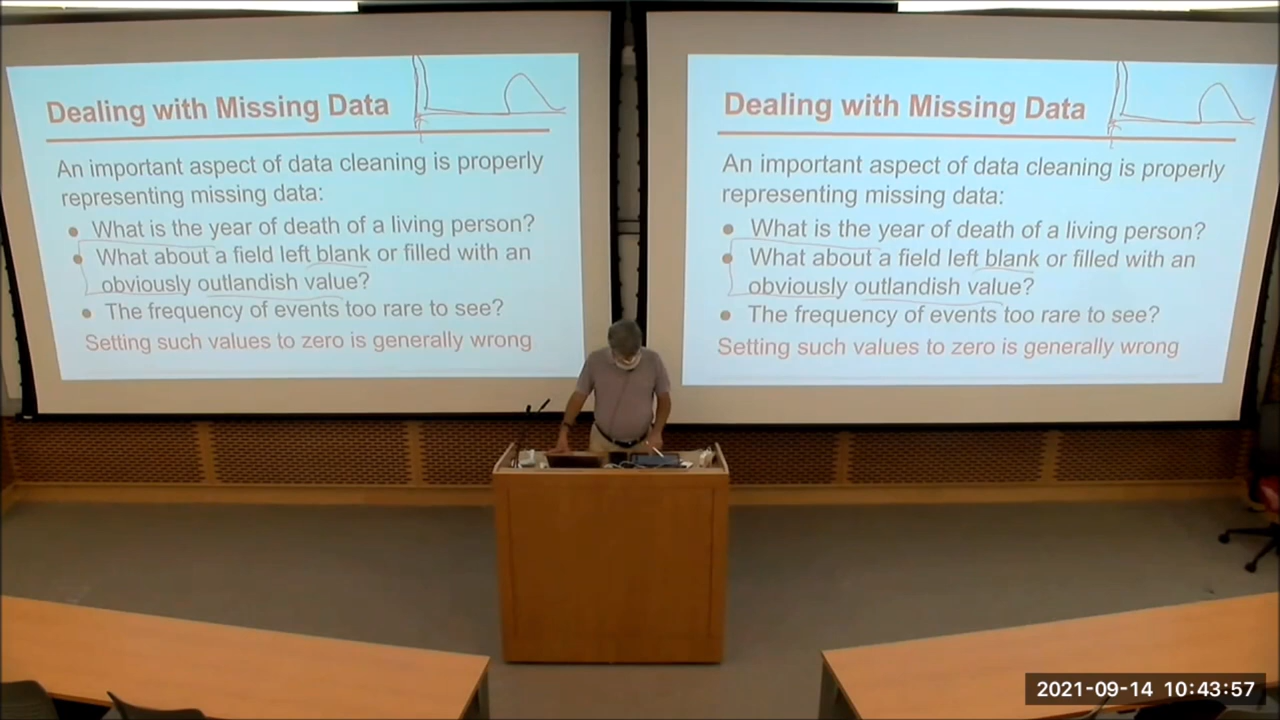 Dealing with Missing Data
An important aspect of data cleaning is properly
representing missing data:
● What is the year of death of a living person?
● What about a field left blank or filled with an
obviously outlandish value?
● The frequency of events too rare to see?
Setting such values to zero is generally wrong
Dealing with Missing Data
An important aspect of data cleaning is properly
representing missing data:
● What is the year of death of a living person?
● What about a field left blank or filled with an
obviously outlandish value?
● The frequency of events too rare to see?
Setting such values to zero is generally wrong
2021-09-14 10:43:57